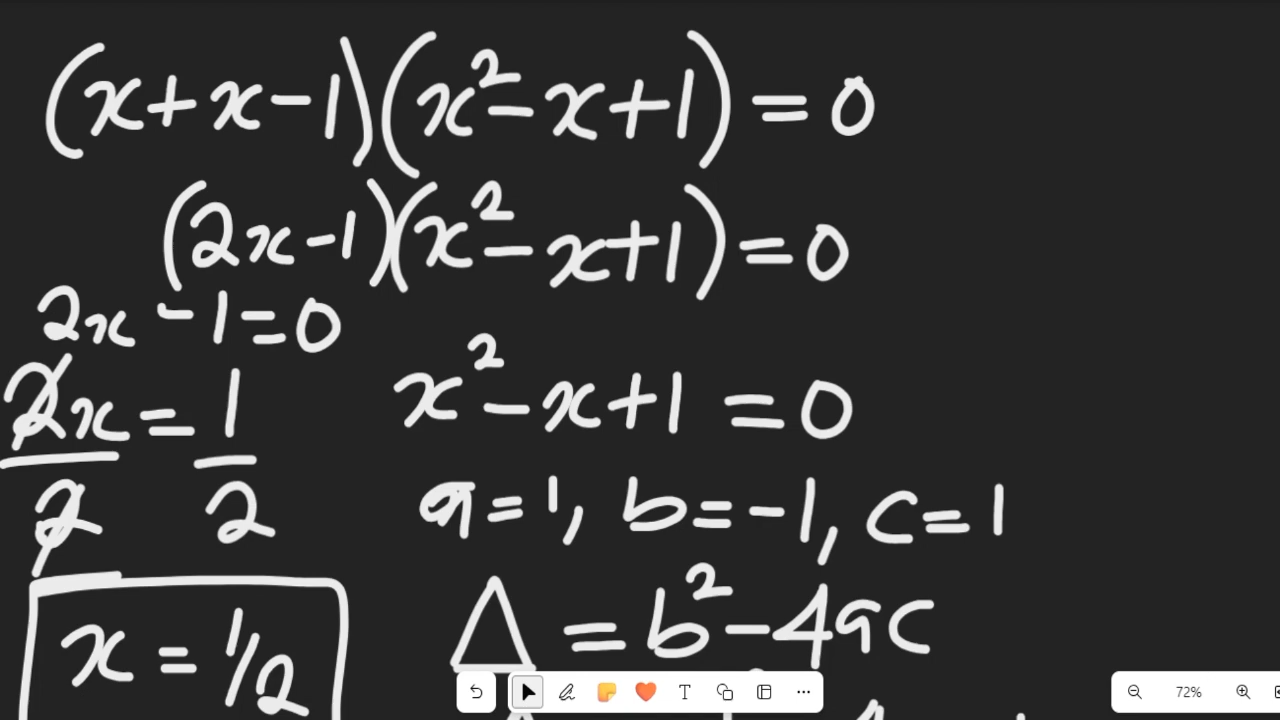 (x+x-1)(x²-x+1)=0
(2x-1)(x²-x+1)=0
2x-1=0
2x/2=1/2
x=1/2
x²-x+1=0
a=1, b=-1, c=1
Δ=b²-4ac
T
72%